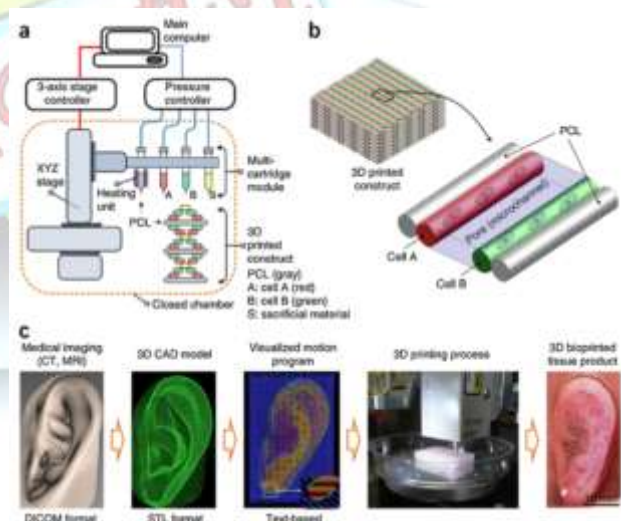 a
Main
computer
3-axis stage
controller
Pressure
controller
XYZ
stage
Heating
unit
A
B
S
Multi-
cartridge
module
PCL
3D
printed
construct
PCL (gray)
A: cell A (red)
B: cell B (green)
S: sacrificial material
Closed chamber
b
3D printed
construct
PCL
Pore (microchannel)
Cell A
Cell B
c
Medical imaging
(CT, MRI)
3D CAD model
Visualized motion
program
3D printing process
3D bioprinted
tissue product
DICOM format
STL format
Text-based